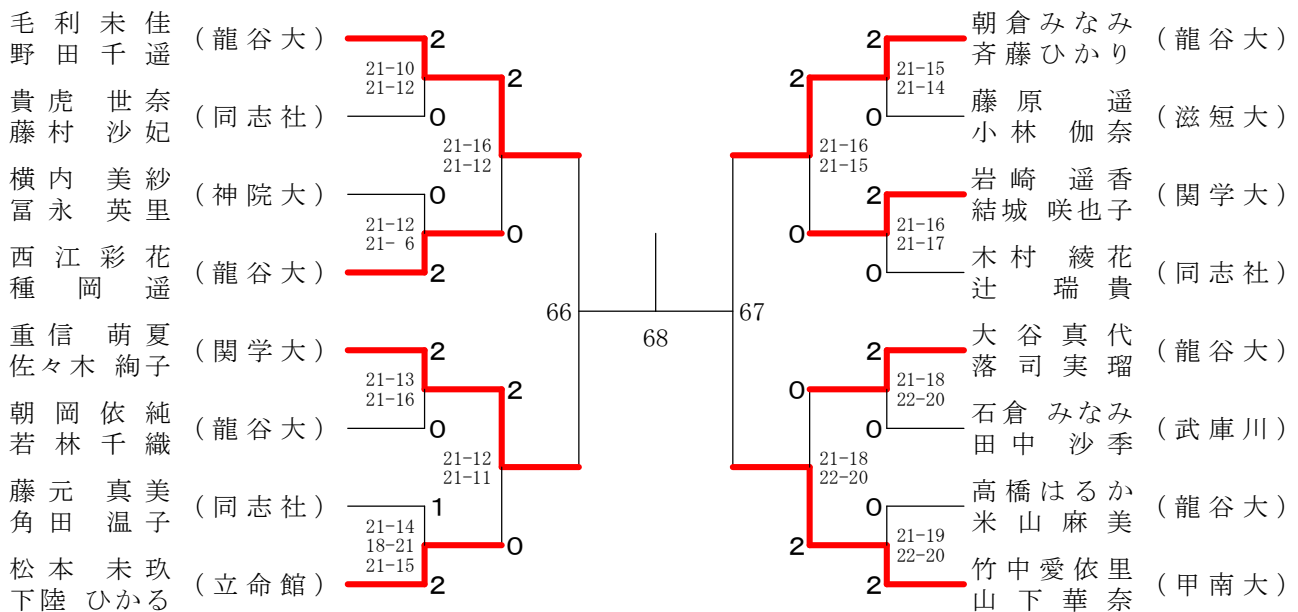 毛利未佳
野田千遥
(龍谷大)
2
21-10
21-12
2
貴虎 世奈
藤村 沙妃
(同志社)
0
21-16
21-12
横内 美紗
冨永 英里
(神院大)
0
21-12
21- 6
0
西江彩花
種岡遥
(龍谷大)
2
66
重信 萌夏
佐々木 絢子
(関学大)
2
21-13
21-16
2
朝岡依純
若林千織
(龍谷大)
0
21-12
21-11
藤元 真美
角田 温子
(同志社)
1
21-14
18-21
21-15
0
松本 未玖
下陸 ひかる
(立命館)
2
68
2
朝倉みなみ
斉藤ひかり
(龍谷大)
2
21-15
21-14
0
藤原 遥
小林 伽奈
(滋短大)
21-16
21-15
2
岩崎 遥香
結城 咲也子
(関学大)
0
21-16
21-17
0
木村 綾花
辻 瑞貴
(同志社)
67
2
大谷真代
落司実瑠
(龍谷大)
0
21-18
22-20
0
石倉 みなみ
田中 沙季
(武庫川)
21-18
22-20
0
高橋はるか
米山麻美
(龍谷大)
2
21-19
22-20
2
竹中愛依里
山下華奈
(甲南大)